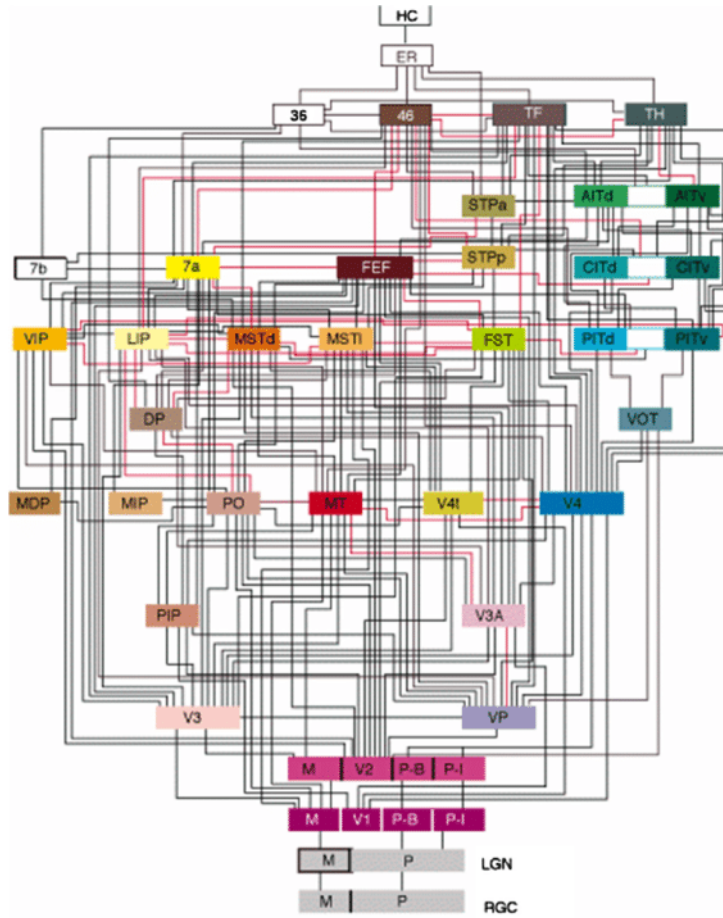 HC
ER
36 46 TF TH
STPa AITd AITv
7b 7a FEF STPp CITd CITv
VIP LIP MSTd MSTl FST PITd PITv
DP VOT
MDP MIP PO MT V4t V4
PIP V3A
V3 VP
M V2 P-B P-I
M V1 P-B P-I
M P LGN
M P RGC